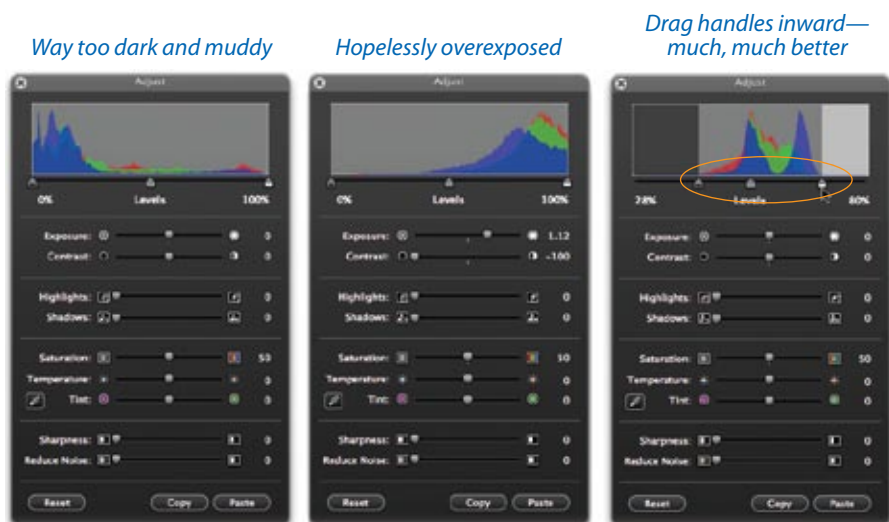 Way too dark and muddy
Adjust
0% Levels 100%
Exposure: 0
Contrast: 0
Highlights: 0
Shadows: 0
Saturation: 50
Temperature: 0
Tint: 0
Sharpness: 0
Reduce Noise: 0
Reset Copy Paste
Hopelessly overexposed
Adjust
0% Levels 100%
Exposure: 1.12
Contrast: -100
Highlights: 0
Shadows: 0
Saturation: 50
Temperature: 0
Tint: 0
Sharpness: 0
Reduce Noise: 0
Reset Copy Paste
Drag handles inward—
much, much better
Adjust
28% Levels 80%
Exposure: 0
Contrast: 0
Highlights: 0
Shadows: 0
Saturation: 50
Temperature: 0
Tint: 0
Sharpness: 0
Reduce Noise: 0
Reset Copy Paste